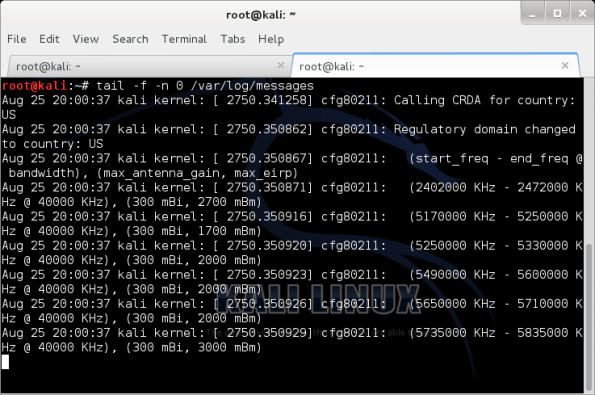 root@kali: ~
File Edit View Search Terminal Tabs Help
root@kali: ~ × root@kali: ~ ×
root@kali:~# tail -f -n 0 /var/log/messages
Aug 25 20:00:37 kali kernel: [ 2750.341258] cfg80211: Calling CRDA for country:
US
Aug 25 20:00:37 kali kernel: [ 2750.350862] cfg80211: Regulatory domain changed
to country: US
Aug 25 20:00:37 kali kernel: [ 2750.350867] cfg80211:   (start_freq - end_freq @
 bandwidth), (max_antenna_gain, max_eirp)
Aug 25 20:00:37 kali kernel: [ 2750.350871] cfg80211:   (2402000 KHz - 2472000 K
Hz @ 40000 KHz), (300 mBi, 2700 mBm)
Aug 25 20:00:37 kali kernel: [ 2750.350916] cfg80211:   (5170000 KHz - 5250000 K
Hz @ 40000 KHz), (300 mBi, 1700 mBm)
Aug 25 20:00:37 kali kernel: [ 2750.350920] cfg80211:   (5250000 KHz - 5330000 K
Hz @ 40000 KHz), (300 mBi, 2000 mBm)
Aug 25 20:00:37 kali kernel: [ 2750.350923] cfg80211:   (5490000 KHz - 5600000 K
Hz @ 40000 KHz), (300 mBi, 2000 mBm)
Aug 25 20:00:37 kali kernel: [ 2750.350926] cfg80211:   (5650000 KHz - 5710000 K
Hz @ 40000 KHz), (300 mBi, 2000 mBm)
Aug 25 20:00:37 kali kernel: [ 2750.350929] cfg80211:   (5735000 KHz - 5835000 K
Hz @ 40000 KHz), (300 mBi, 3000 mBm)
KALI LINUX